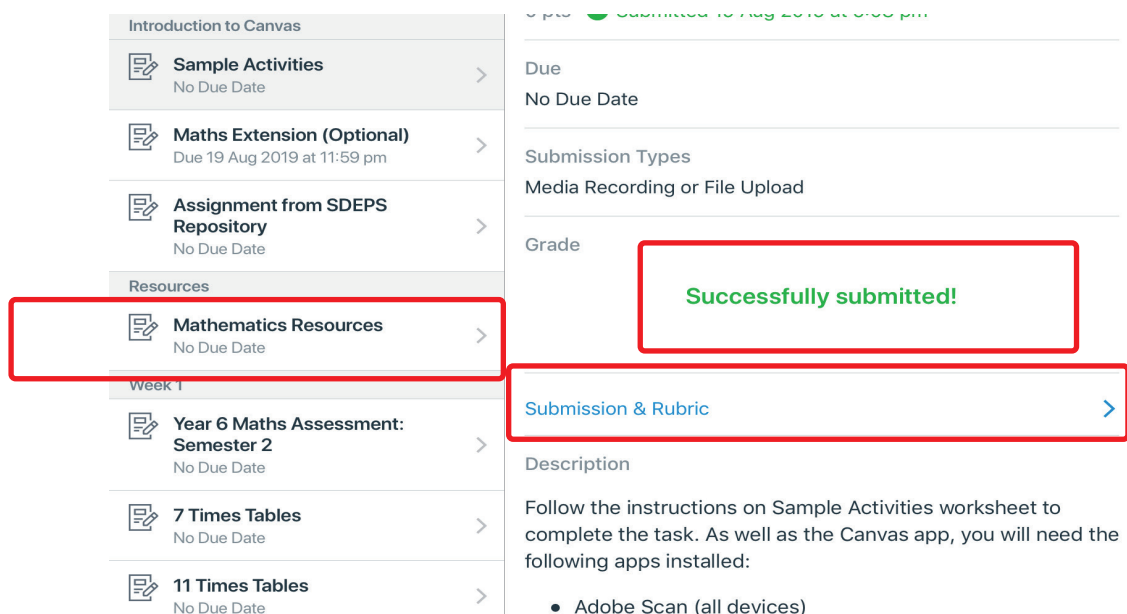 Introduction to Canvas
Sample Activities
No Due Date
Maths Extension (Optional)
Due 19 Aug 2019 at 11:59 pm
Assignment from SDEPS
Repository
No Due Date
Resources
Mathematics Resources
No Due Date
Week 1
Year 6 Maths Assessment:
Semester 2
No Due Date
7 Times Tables
No Due Date
11 Times Tables
No Due Date
Due
No Due Date
Submission Types
Media Recording or File Upload
Grade
Successfully submitted!
Submission & Rubric
Description
Follow the instructions on Sample Activities worksheet to
complete the task. As well as the Canvas app, you will need the
following apps installed:
• Adobe Scan (all devices)